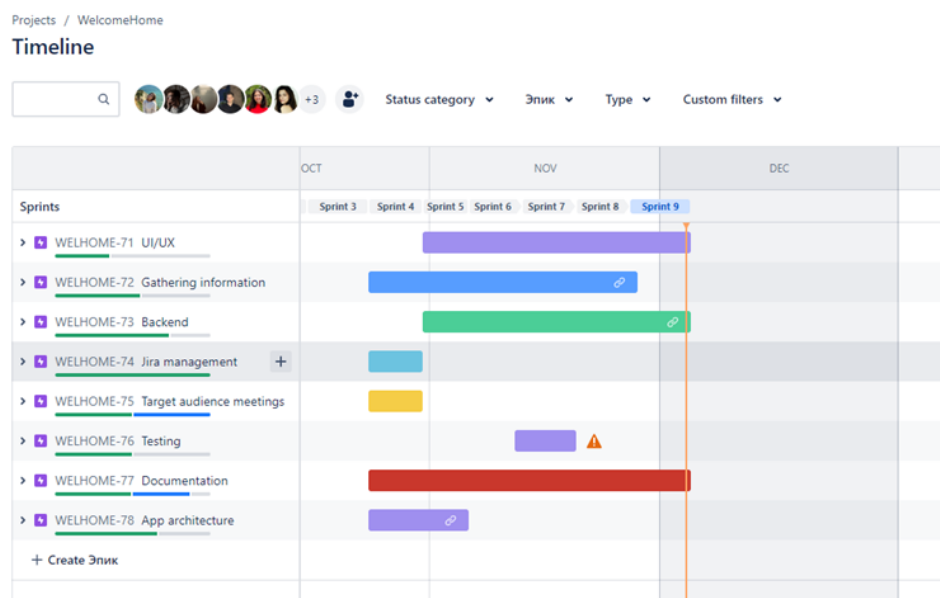 Projects / WelcomeHome
Timeline
+3 Status category Эпик Type Custom filters
OCT NOV DEC
Sprints Sprint 3 Sprint 4 Sprint 5 Sprint 6 Sprint 7 Sprint 8 Sprint 9
WELHOME-71 UI/UX
WELHOME-72 Gathering information
WELHOME-73 Backend
WELHOME-74 Jira management +
WELHOME-75 Target audience meetings
WELHOME-76 Testing
WELHOME-77 Documentation
WELHOME-78 App architecture
+ Create Эпик